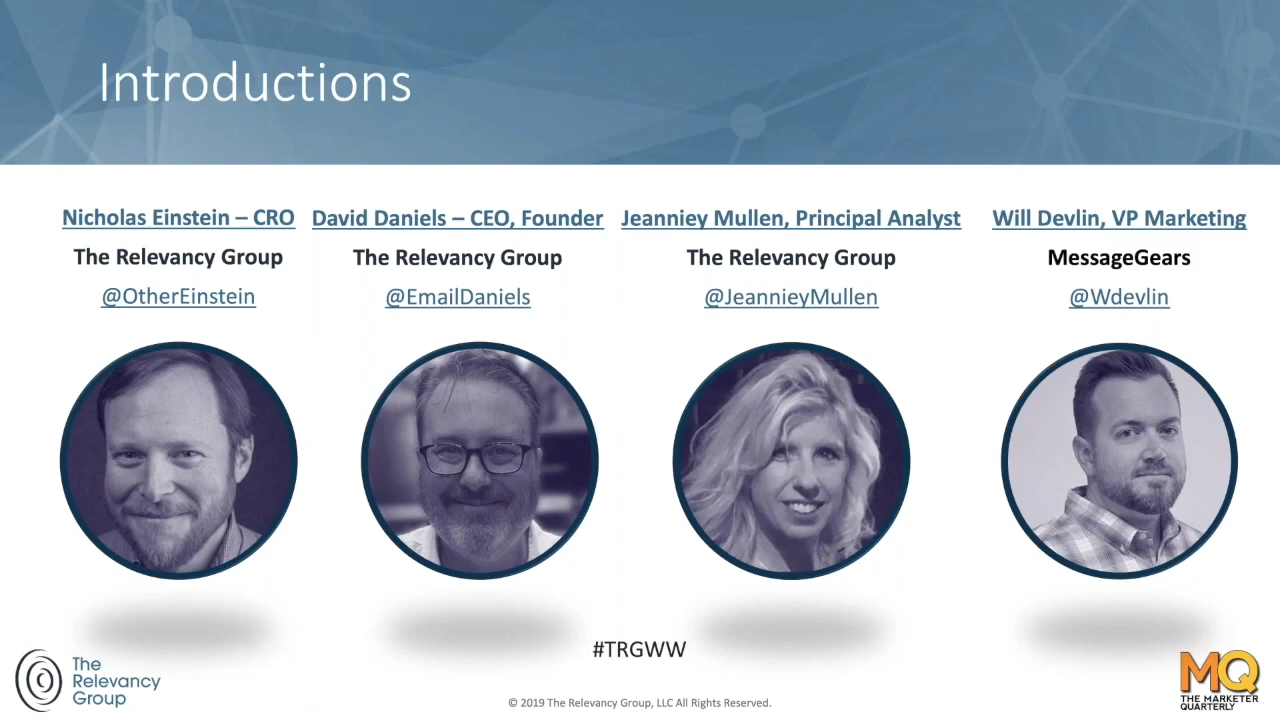 Introductions
Nicholas Einstein – CRO
The Relevancy Group
@OtherEinstein
David Daniels – CEO, Founder
The Relevancy Group
@EmailDaniels
Jeanniey Mullen, Principal Analyst
The Relevancy Group
@JeannieyMullen
Will Devlin, VP Marketing
MessageGears
@Wdevlin
#TRGWW
The
Relevancy
Group
© 2019 The Relevancy Group, LLC All Rights Reserved.
MQ
THE MARKETER
QUARTERLY